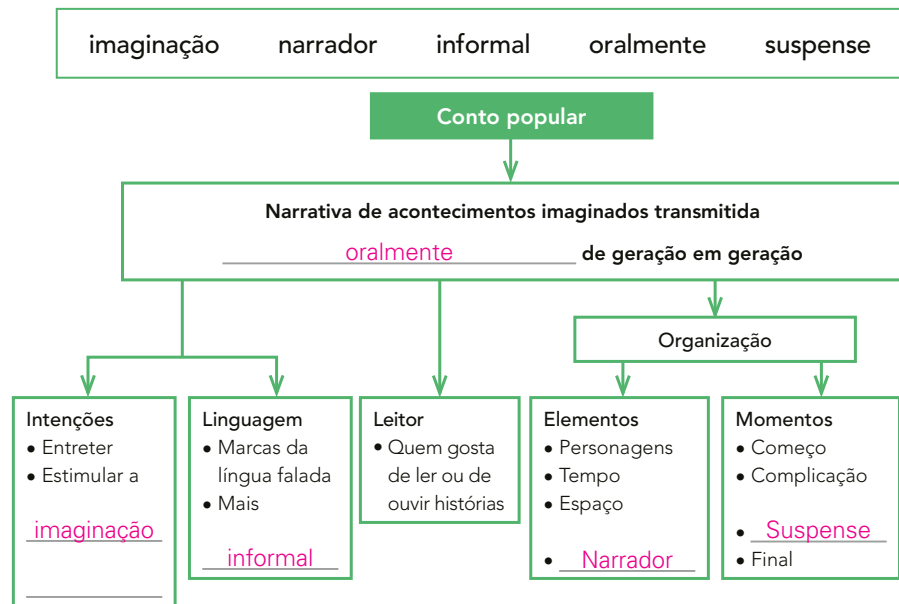 imaginação narrador informal oralmente suspense
Conto popular
Narrativa de acontecimentos imaginados transmitida
oralmente de geração em geração
Organização
Intenções
• Entreter
• Estimular a
imaginação
Linguagem
• Marcas da
língua falada
• Mais
informal
Leitor
• Quem gosta
de ler ou de
ouvir histórias
Elementos
• Personagens
• Tempo
• Espaço
• Narrador
Momentos
• Começo
• Complicação
• Suspense
• Final